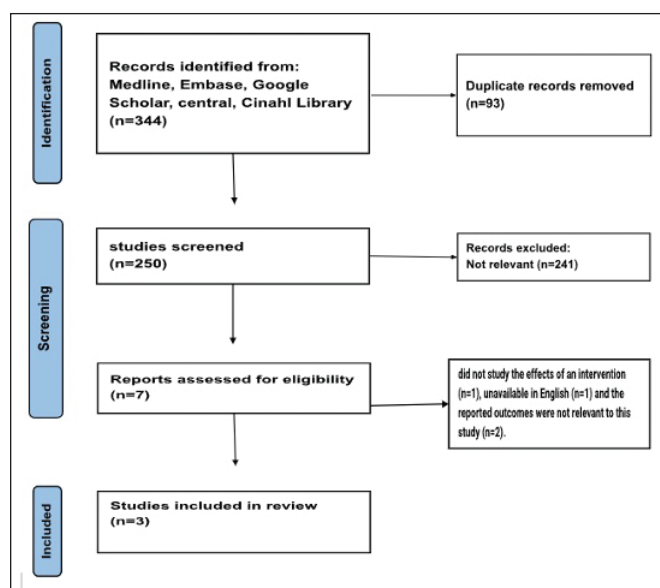 Identification
Records identified from:
Medline, Embase, Google
Scholar, central, Cinahl Library
(n=344)
Duplicate records removed
(n=93)
Screening
studies screened
(n=250)
Records excluded:
Not relevant (n=241)
Reports assessed for eligibility
(n=7)
did not study the effects of an intervention
(n=1), unavailable in English (n=1) and the
reported outcomes were not relevant to this
study (n=2).
Included
Studies included in review
(n=3)